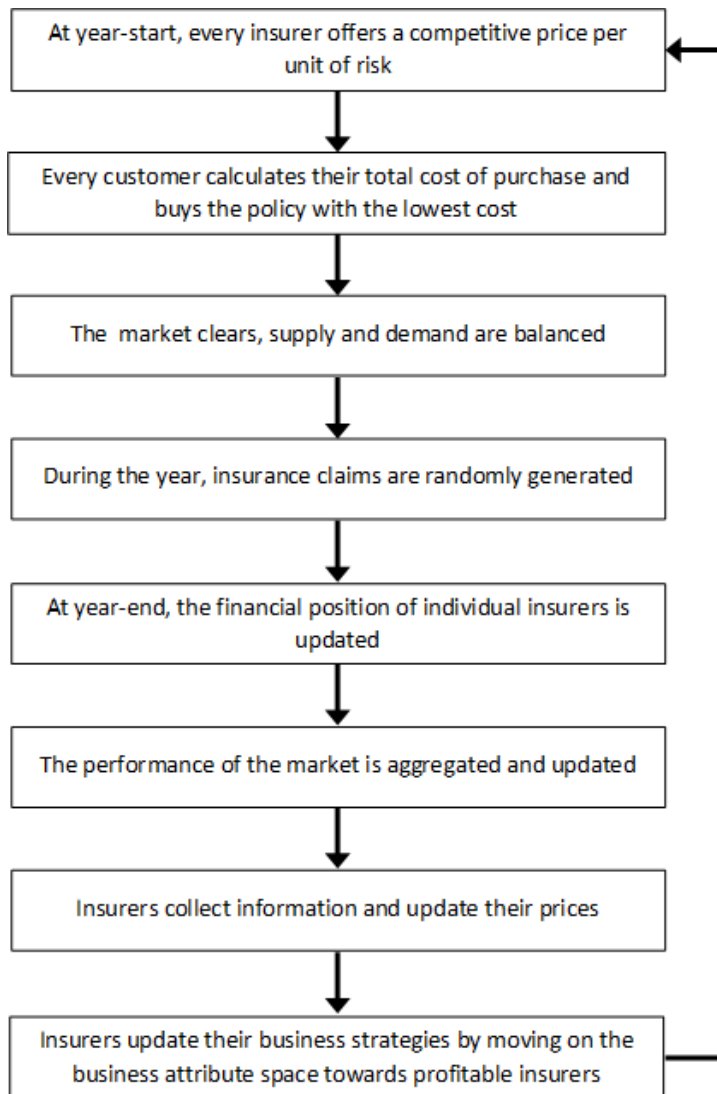 At year-start, every insurer offers a competitive price per
unit of risk
Every customer calculates their total cost of purchase and
buys the policy with the lowest cost
The market clears, supply and demand are balanced
During the year, insurance claims are randomly generated
At year-end, the financial position of individual insurers is
updated
The performance of the market is aggregated and updated
Insurers collect information and update their prices
Insurers update their business strategies by moving on the
business attribute space towards profitable insurers